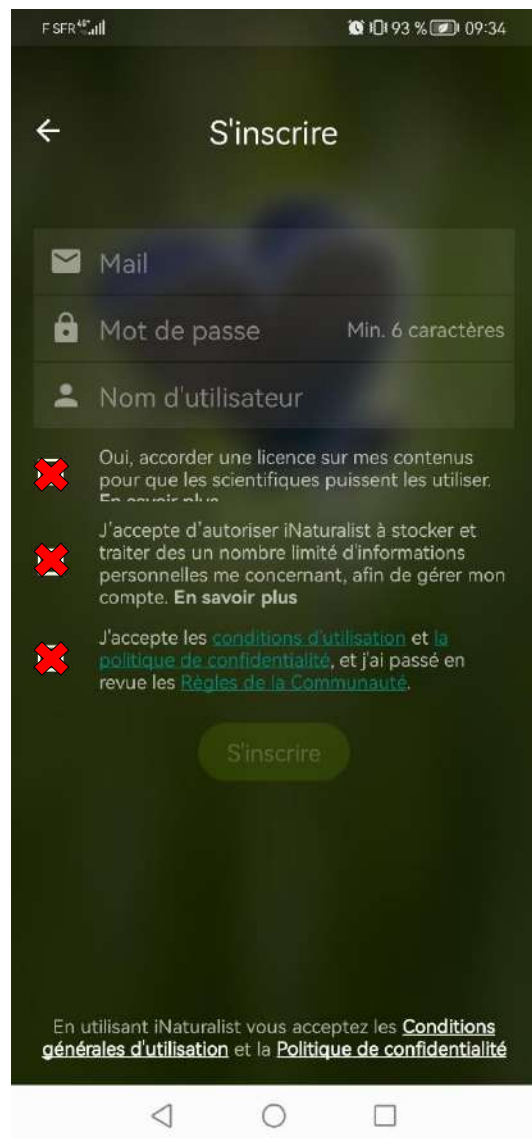 F SFR 4G 93 % 09:34
S'inscrire
Mail
Mot de passe Min. 6 caractères
Nom d'utilisateur
Oui, accorder une licence sur mes contenus
pour que les scientifiques puissent les utiliser.
En savoir plus
J'accepte d'autoriser iNaturalist à stocker et
traiter des un nombre limité d'informations
personnelles me concernant, afin de gérer mon
compte. En savoir plus
J'accepte les conditions d'utilisation et la
politique de confidentialité, et j'ai passé en
revue les Règles de la Communauté.
S'inscrire
En utilisant iNaturalist vous acceptez les Conditions
générales d'utilisation et la Politique de confidentialité